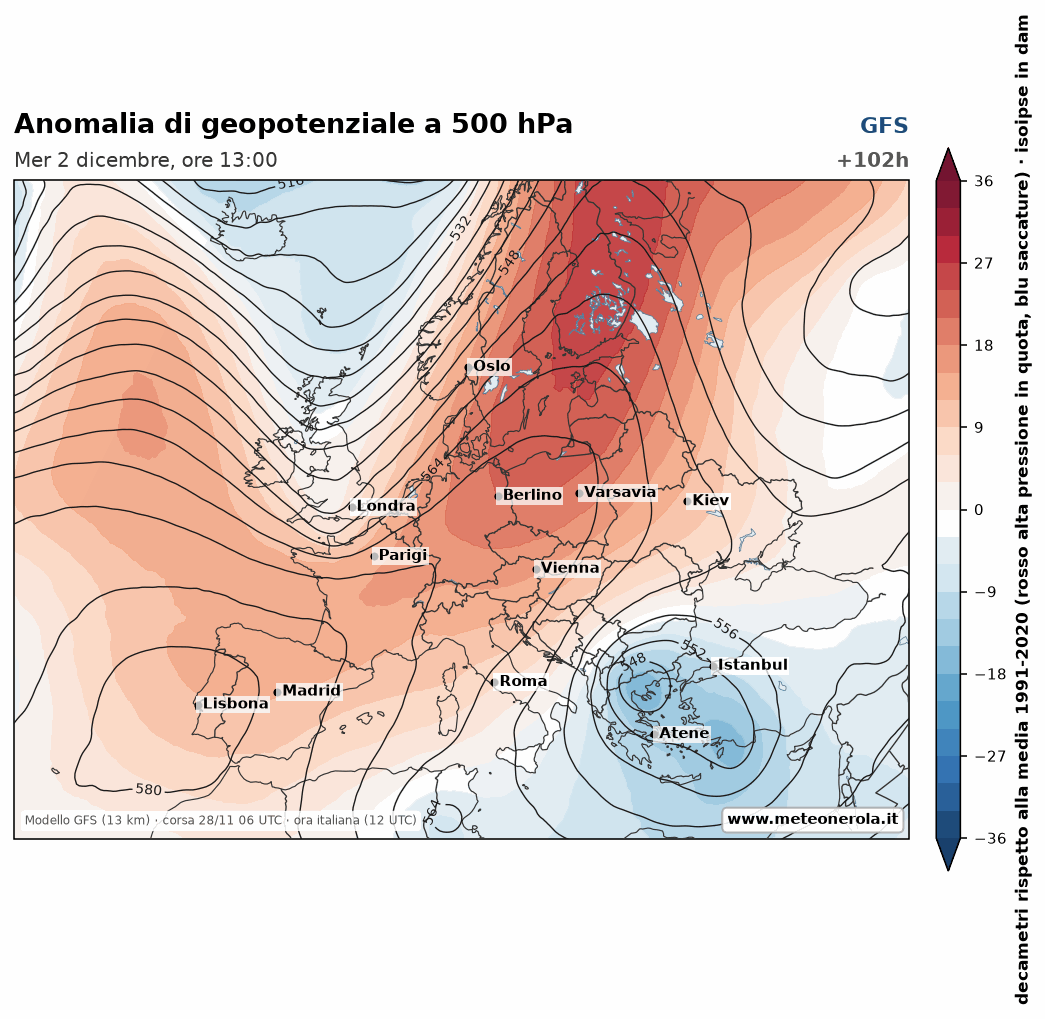 Anomalia di geopotenziale a 500 hPa
GFS
Mer 2 dicembre, ore 13:00
+102h
516
532
548
Oslo
564
Berlino
Varsavia
Kiev
Londra
Parigi
Vienna
556
552
548
Istanbul
Roma
Madrid
Lisbona
Atene
580
564
Modello GFS (13 km) · corsa 28/11 06 UTC · ora italiana (12 UTC)
www.meteonerola.it
36
27
18
9
0
−9
−18
−27
−36
decametri rispetto alla media 1991-2020 (rosso alta pressione in quota, blu saccature) · isoipse in dam